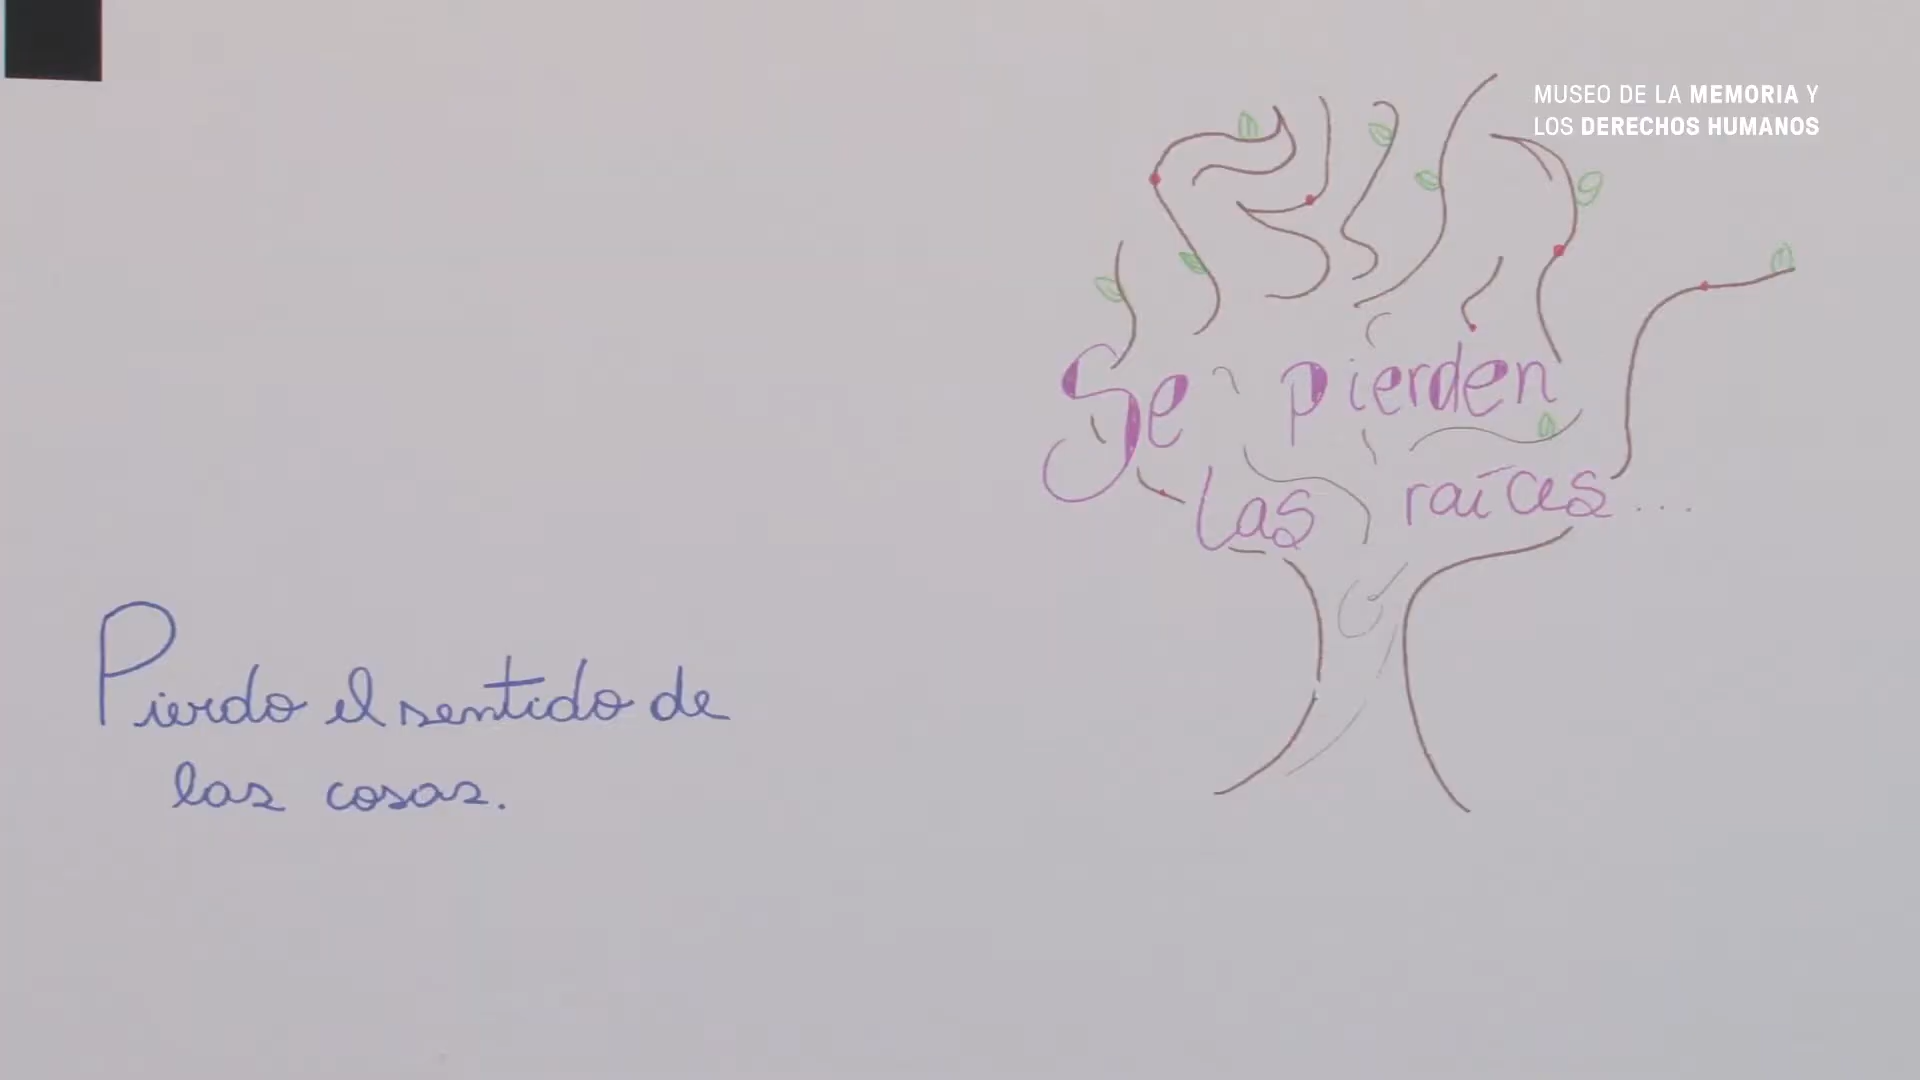 MUSEO DE LA MEMORIA Y
LOS DERECHOS HUMANOS
Se pierden
las raíces...
Pierdo el sentido de
las cosas.